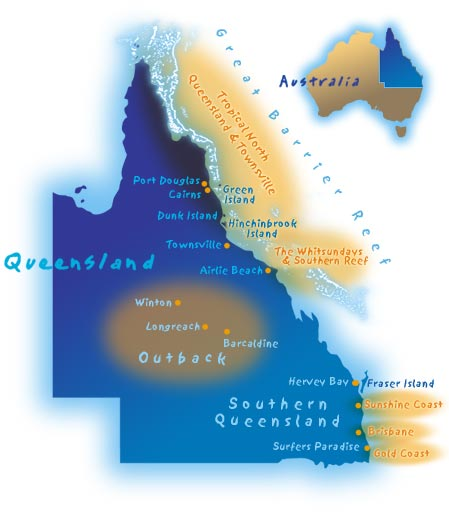 Great Barrier Reef
Australia
Tropical North
Queensland & Townsville
Port Douglas
Cairns
Green
Island
Dunk Island
Hinchinbrook
Island
Townsville
The Whitsundays
& Southern Reef
Queensland
Airlie Beach
Winton
Longreach
Barcaldine
Outback
Hervey Bay
Fraser Island
Southern
Queensland
Sunshine Coast
Brisbane
Surfers Paradise
Gold Coast